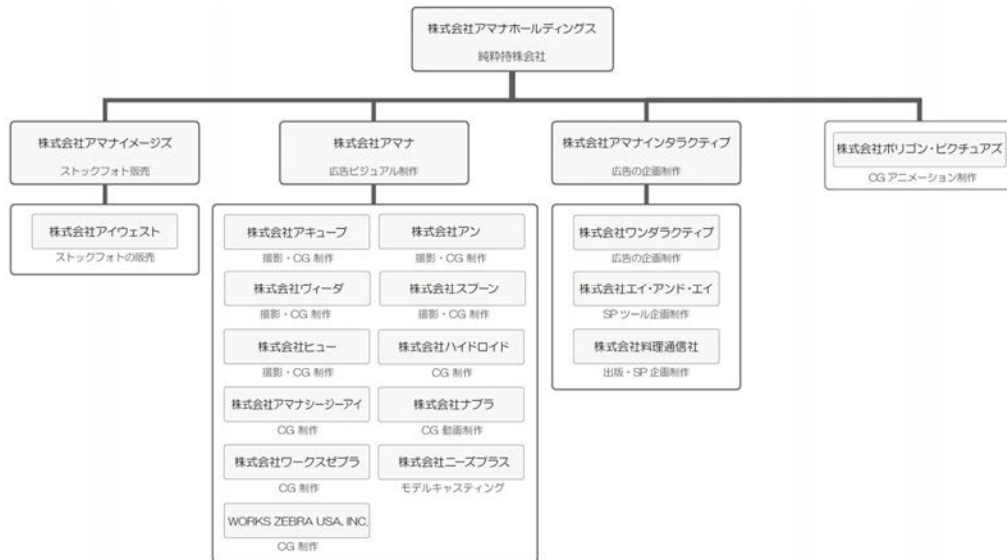 株式会社アマナホールディングス
純粋持株会社
株式会社アマナイメージズ
ストックフォト販売
株式会社アイウェスト
ストックフォトの販売
株式会社アマナ
広告ビジュアル制作
株式会社アキューブ
撮影・CG 制作
株式会社アン
撮影・CG 制作
株式会社ヴィーダ
撮影・CG 制作
株式会社スプーン
撮影・CG 制作
株式会社ヒュー
撮影・CG 制作
株式会社ハイドロイド
CG 制作
株式会社アマナシージーアイ
CG 制作
株式会社ナブラ
CG 動画制作
株式会社ワークスゼブラ
CG 制作
株式会社ニーズプラス
モデルキャスティング
WORKS ZEBRA USA, INC.
CG 制作
株式会社アマナインタラクティブ
広告の企画制作
株式会社ワンダラクティブ
広告の企画制作
株式会社エイ・アンド・エイ
SP ツール企画制作
株式会社料理通信社
出版・SP 企画制作
株式会社ポリゴン・ピクチュアズ
CG アニメーション制作